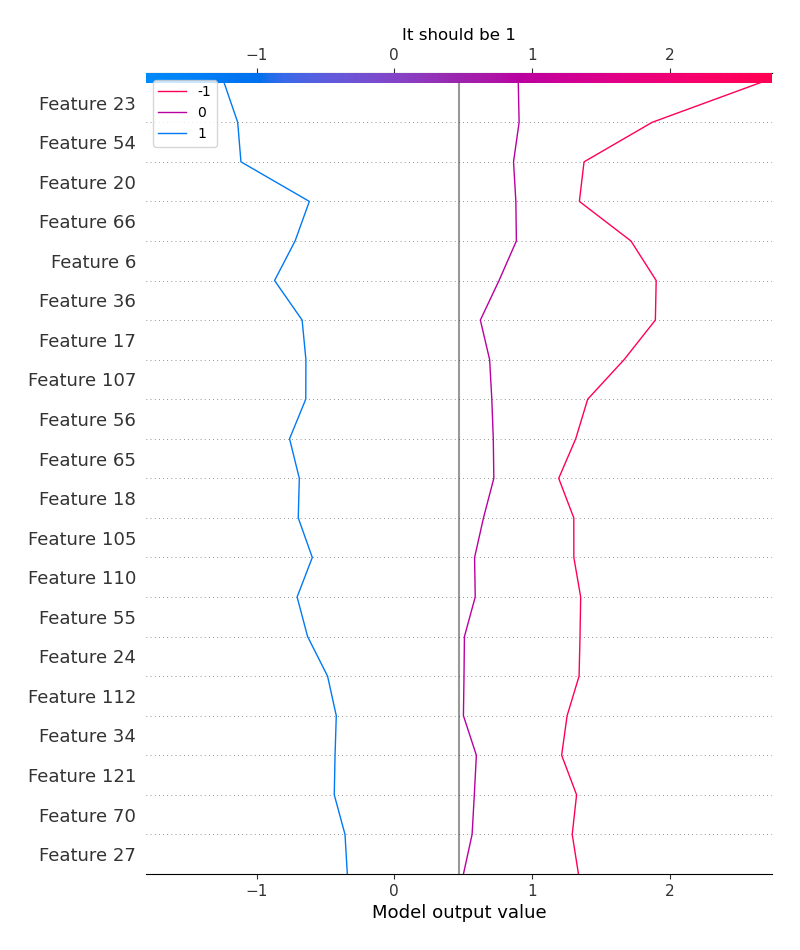 It should be 1
−1 0 1 2
-1
0
1
Feature 23
Feature 54
Feature 20
Feature 66
Feature 6
Feature 36
Feature 17
Feature 107
Feature 56
Feature 65
Feature 18
Feature 105
Feature 110
Feature 55
Feature 24
Feature 112
Feature 34
Feature 121
Feature 70
Feature 27
−1 0 1 2
Model output value